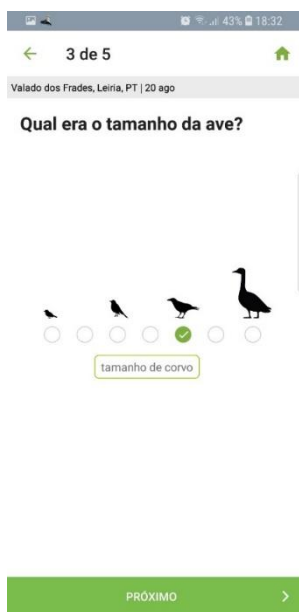 43% 18:32
3 de 5
Valado dos Frades, Leiria, PT | 20 ago
Qual era o tamanho da ave?
tamanho de corvo
PRÓXIMO